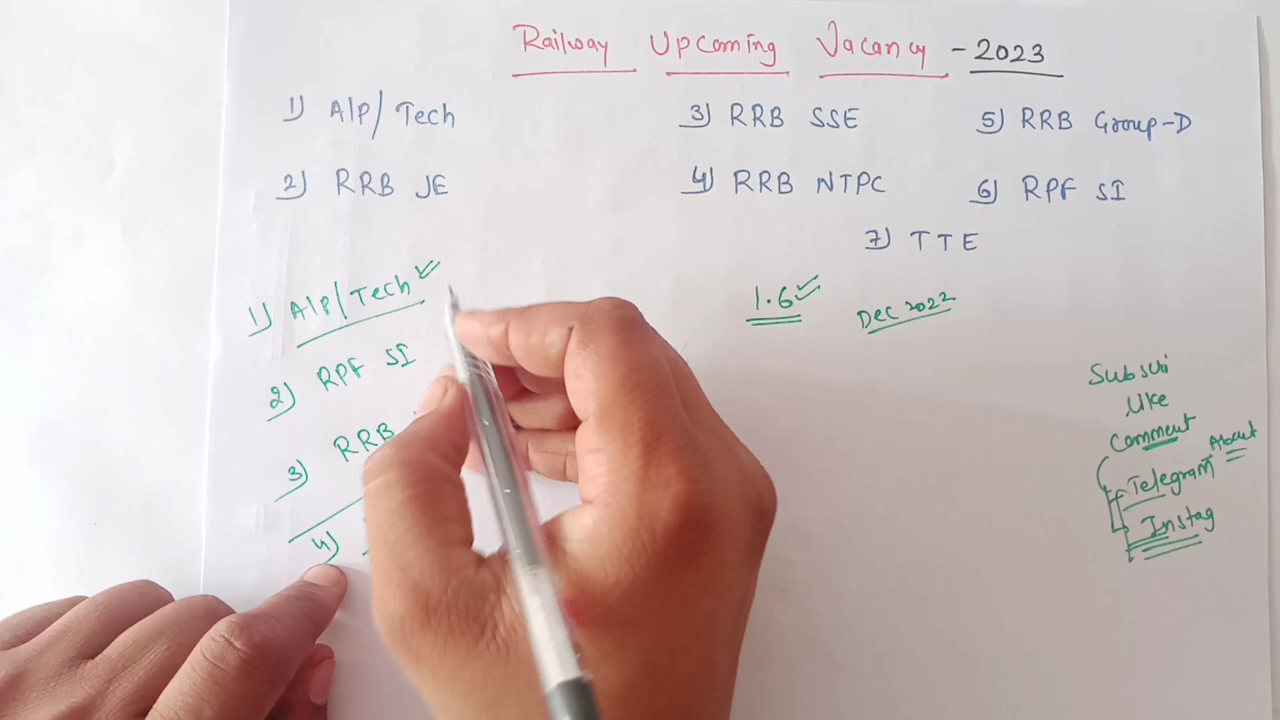 Railway Upcoming Vacancy - 2023
1) Alp/Tech
2) RRB JE
3) RRB SSE
4) RRB NTPC
5) RRB Group-D
6) RPF SI
7) TTE
1) Alp/Tech ✓
2) RPF SI
3) RRB
4)
1.6 ✓
Dec 2022
Subscri
Like
Comment
About
Telegram
Instag